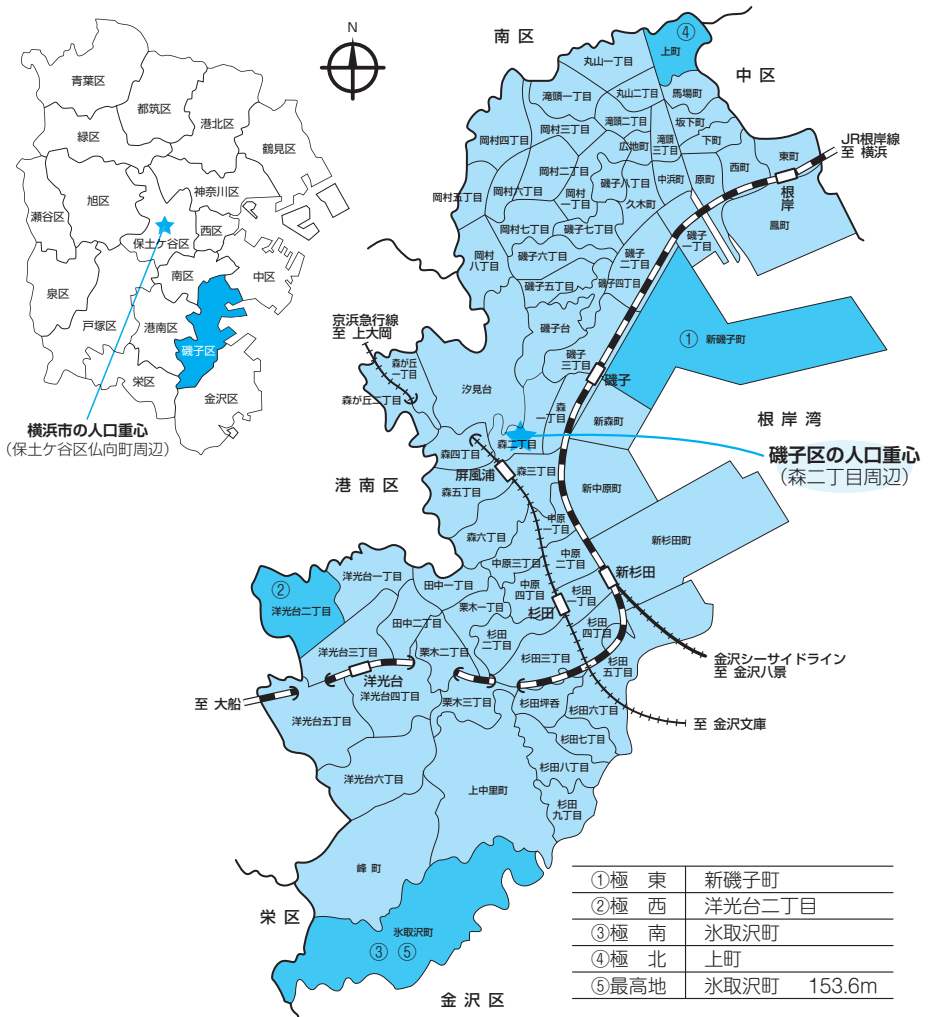 青葉区
都筑区
港北区
緑区
鶴見区
旭区
神奈川区
瀬谷区
西区
保土ケ谷区
泉区
南区
中区
戸塚区
港南区
磯子区
栄区
金沢区
横浜市の人口重心
(保土ケ谷区仏向町周辺)
N
南 区
中 区
④
上町
丸山一丁目
丸山二丁目
馬場町
滝頭一丁目
滝頭二丁目
坂下町
岡村四丁目
岡村三丁目
広地町
滝頭
三丁目
下町
JR根岸線
至 横浜
東町
西町
根岸
岡村二丁目
岡村五丁目
岡村六丁目
岡村
一丁目
磯子八丁目
中浜町
原町
久木町
鳳町
岡村七丁目
磯子七丁目
磯子
一丁目
岡村
八丁目
磯子六丁目
磯子
二丁目
磯子五丁目
磯子四丁目
京浜急行線
至 上大岡
磯子台
① 新磯子町
森が丘
一丁目
磯子
三丁目
磯子
汐見台
森が丘二丁目
森
一丁目
新森町
根 岸 湾
森二丁目
磯子区の人口重心
(森二丁目周辺)
森四丁目
屏風浦
森三丁目
港 南 区
森五丁目
新中原町
森六丁目
中原
一丁目
新杉田町
中原三丁目
中原
二丁目
洋光台一丁目
田中一丁目
中原
四丁目
新杉田
②
洋光台二丁目
栗木一丁目
杉田
杉田
一丁目
田中二丁目
杉田
二丁目
杉田
四丁目
洋光台三丁目
栗木二丁目
杉田三丁目
杉田
五丁目
金沢シーサイドライン
至 金沢八景
洋光台
洋光台四丁目
至 大船
栗木三丁目
杉田坪呑
杉田六丁目
至 金沢文庫
洋光台五丁目
杉田七丁目
洋光台六丁目
杉田八丁目
上中里町
杉田
九丁目
峰 町
栄 区
氷取沢町
③ ⑤
金 沢 区
①極 東 新磯子町
②極 西 洋光台二丁目
③極 南 氷取沢町
④極 北 上町
⑤最高地 氷取沢町 153.6m